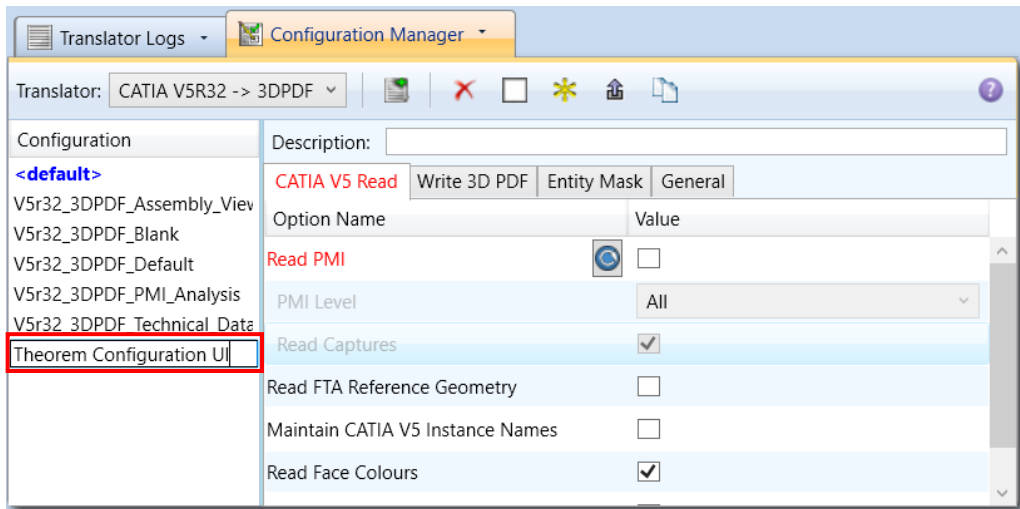 Translator Logs
Configuration Manager
Translator: CATIA V5R32 -> 3DPDF
Configuration
Description:
<default>
CATIA V5 Read Write 3D PDF Entity Mask General
V5r32_3DPDF_Assembly_View
Option Name Value
V5r32_3DPDF_Blank
Read PMI
V5r32_3DPDF_Default
V5r32_3DPDF_PMI_Analysis
PMI Level All
V5r32_3DPDF_Technical_Data
Read Captures
Theorem Configuration UI
Read FTA Reference Geometry
Maintain CATIA V5 Instance Names
Read Face Colours